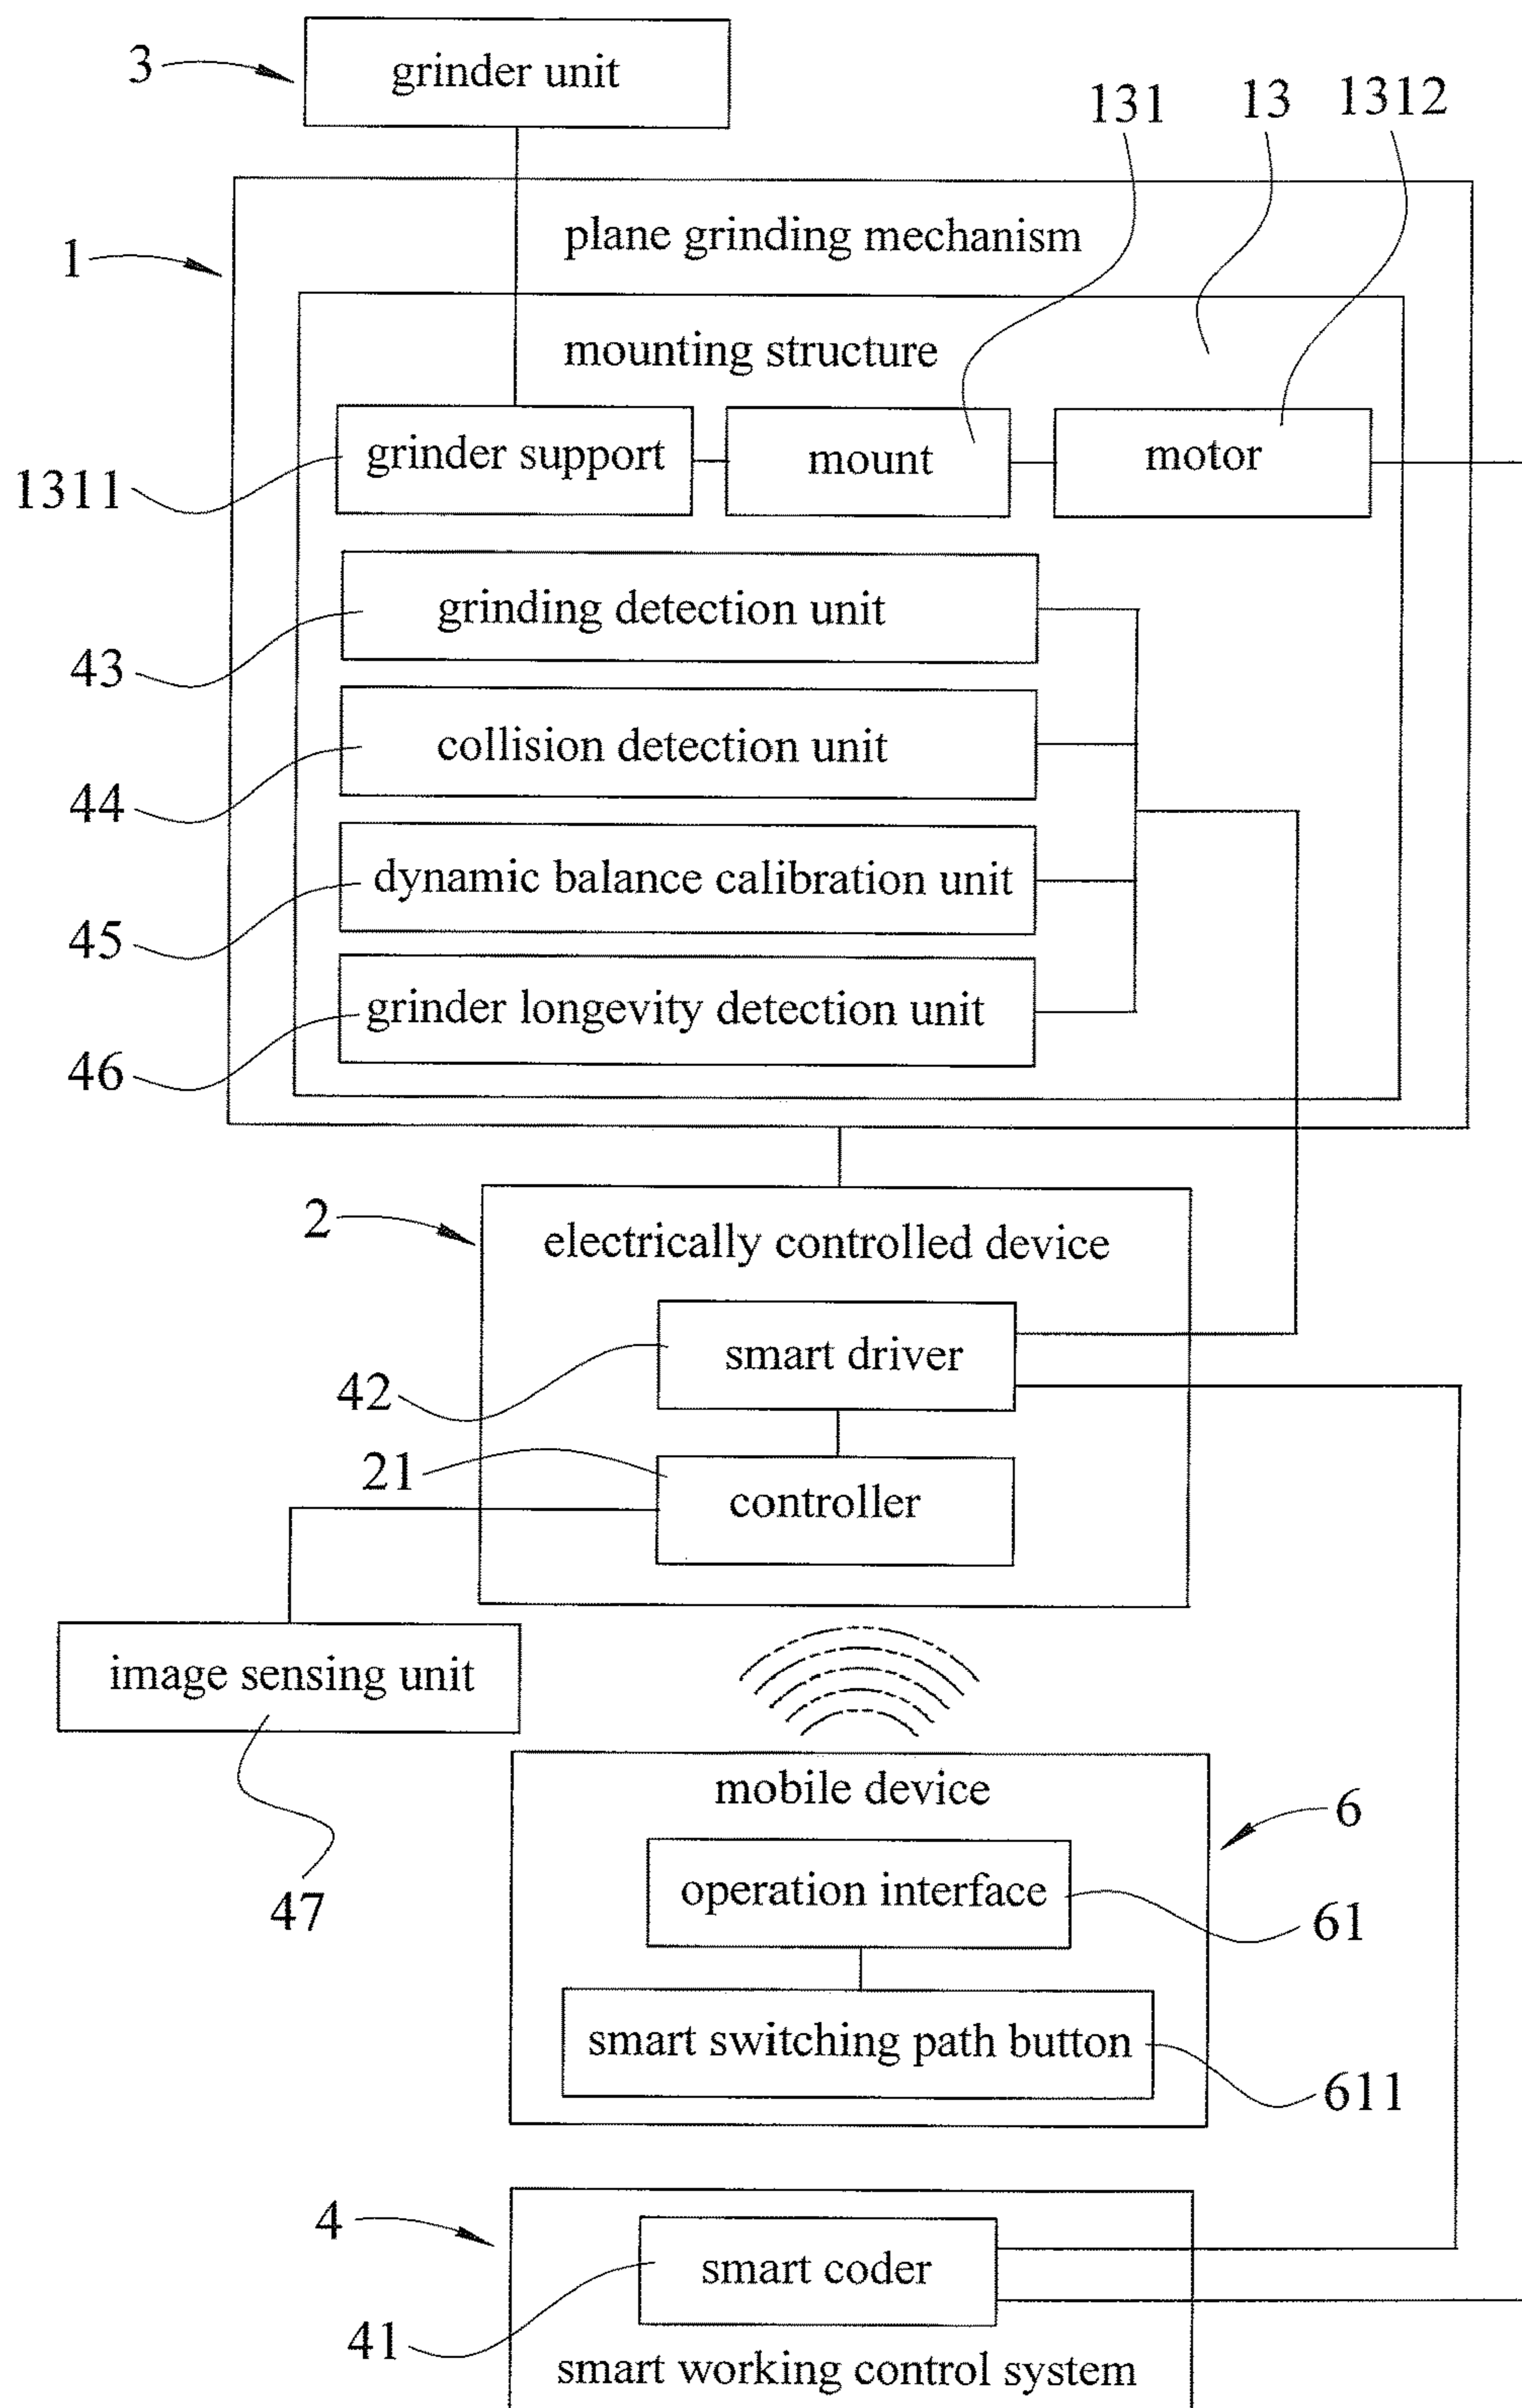 3
grinder unit
131
13
1312
1
plane grinding mechanism
mounting structure
grinder support
mount
motor
1311
grinding detection unit
43
collision detection unit
44
dynamic balance calibration unit
45
grinder longevity detection unit
46
2
electrically controlled device
smart driver
42
21
controller
image sensing unit
47
mobile device
6
operation interface
61
smart switching path button
611
4
smart coder
41
smart working control system